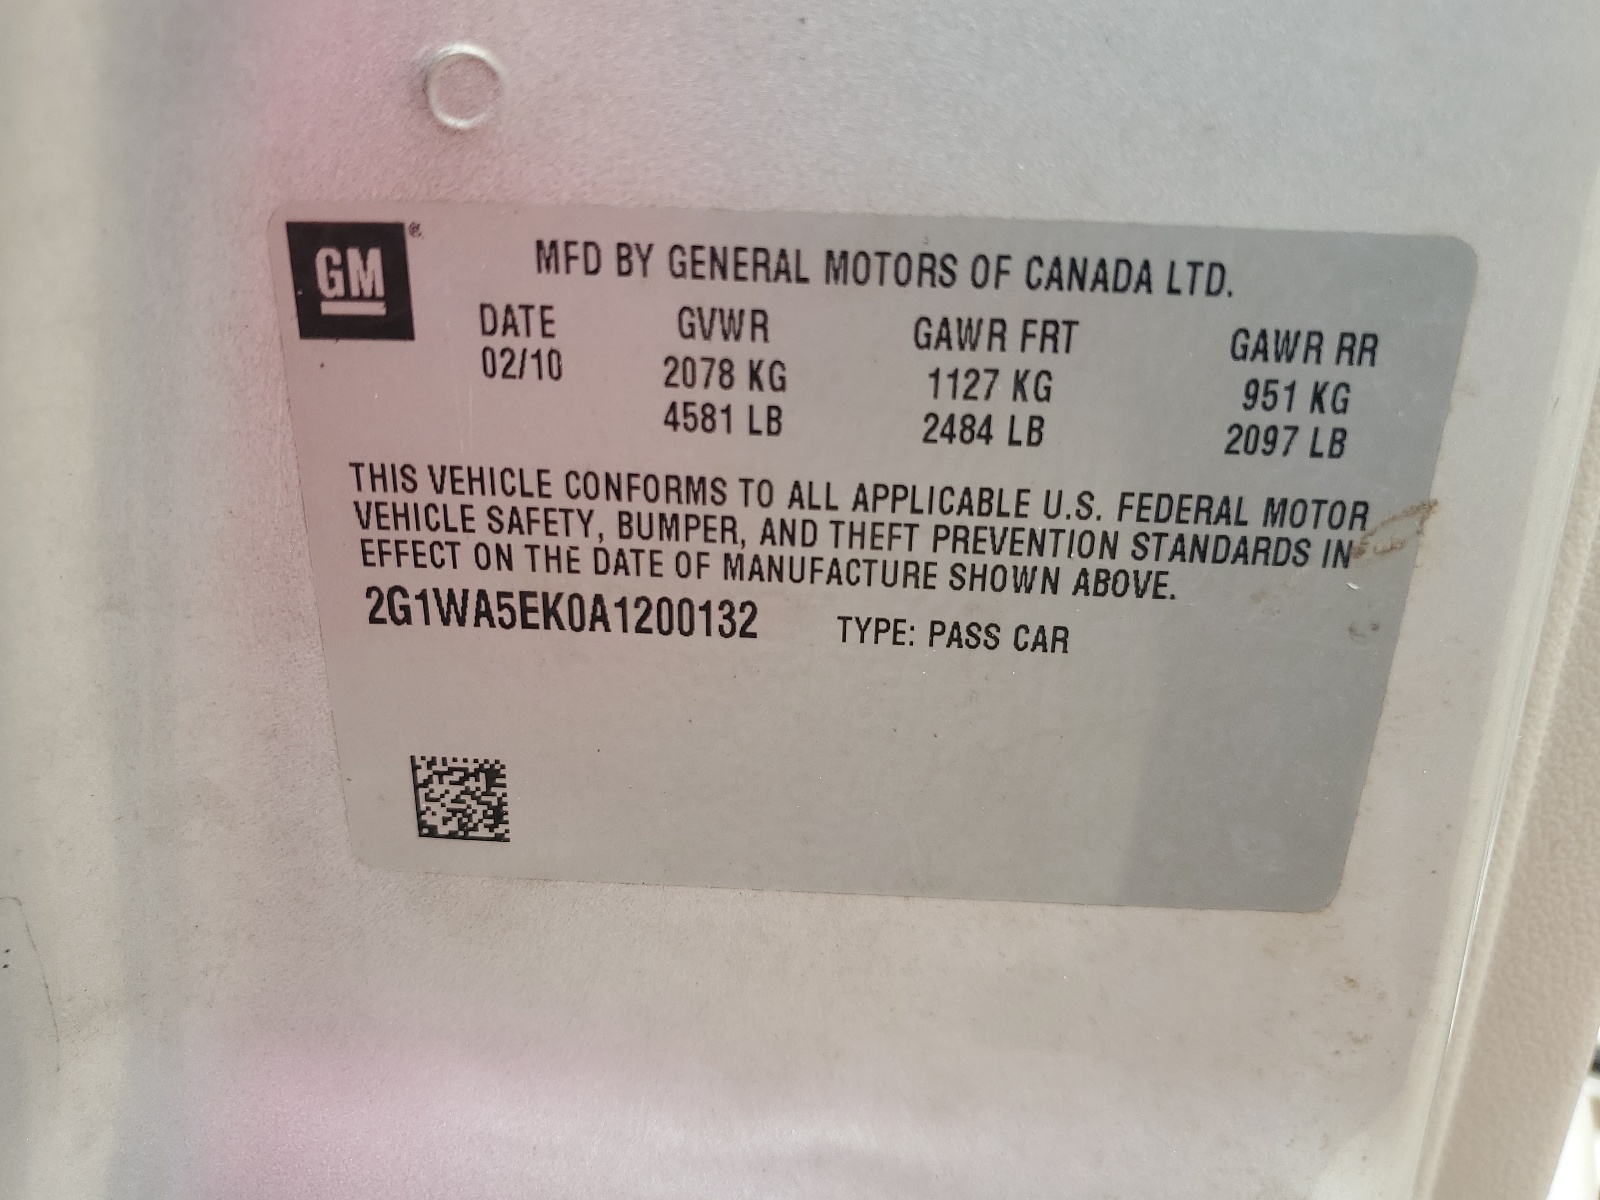 GM®
MFD BY GENERAL MOTORS OF CANADA LTD.
DATE GVWR GAWR FRT GAWR RR
02/10 2078 KG 1127 KG 951 KG
4581 LB 2484 LB 2097 LB
THIS VEHICLE CONFORMS TO ALL APPLICABLE U.S. FEDERAL MOTOR
VEHICLE SAFETY, BUMPER, AND THEFT PREVENTION STANDARDS IN
EFFECT ON THE DATE OF MANUFACTURE SHOWN ABOVE.
2G1WA5EK0A1200132 TYPE: PASS CAR